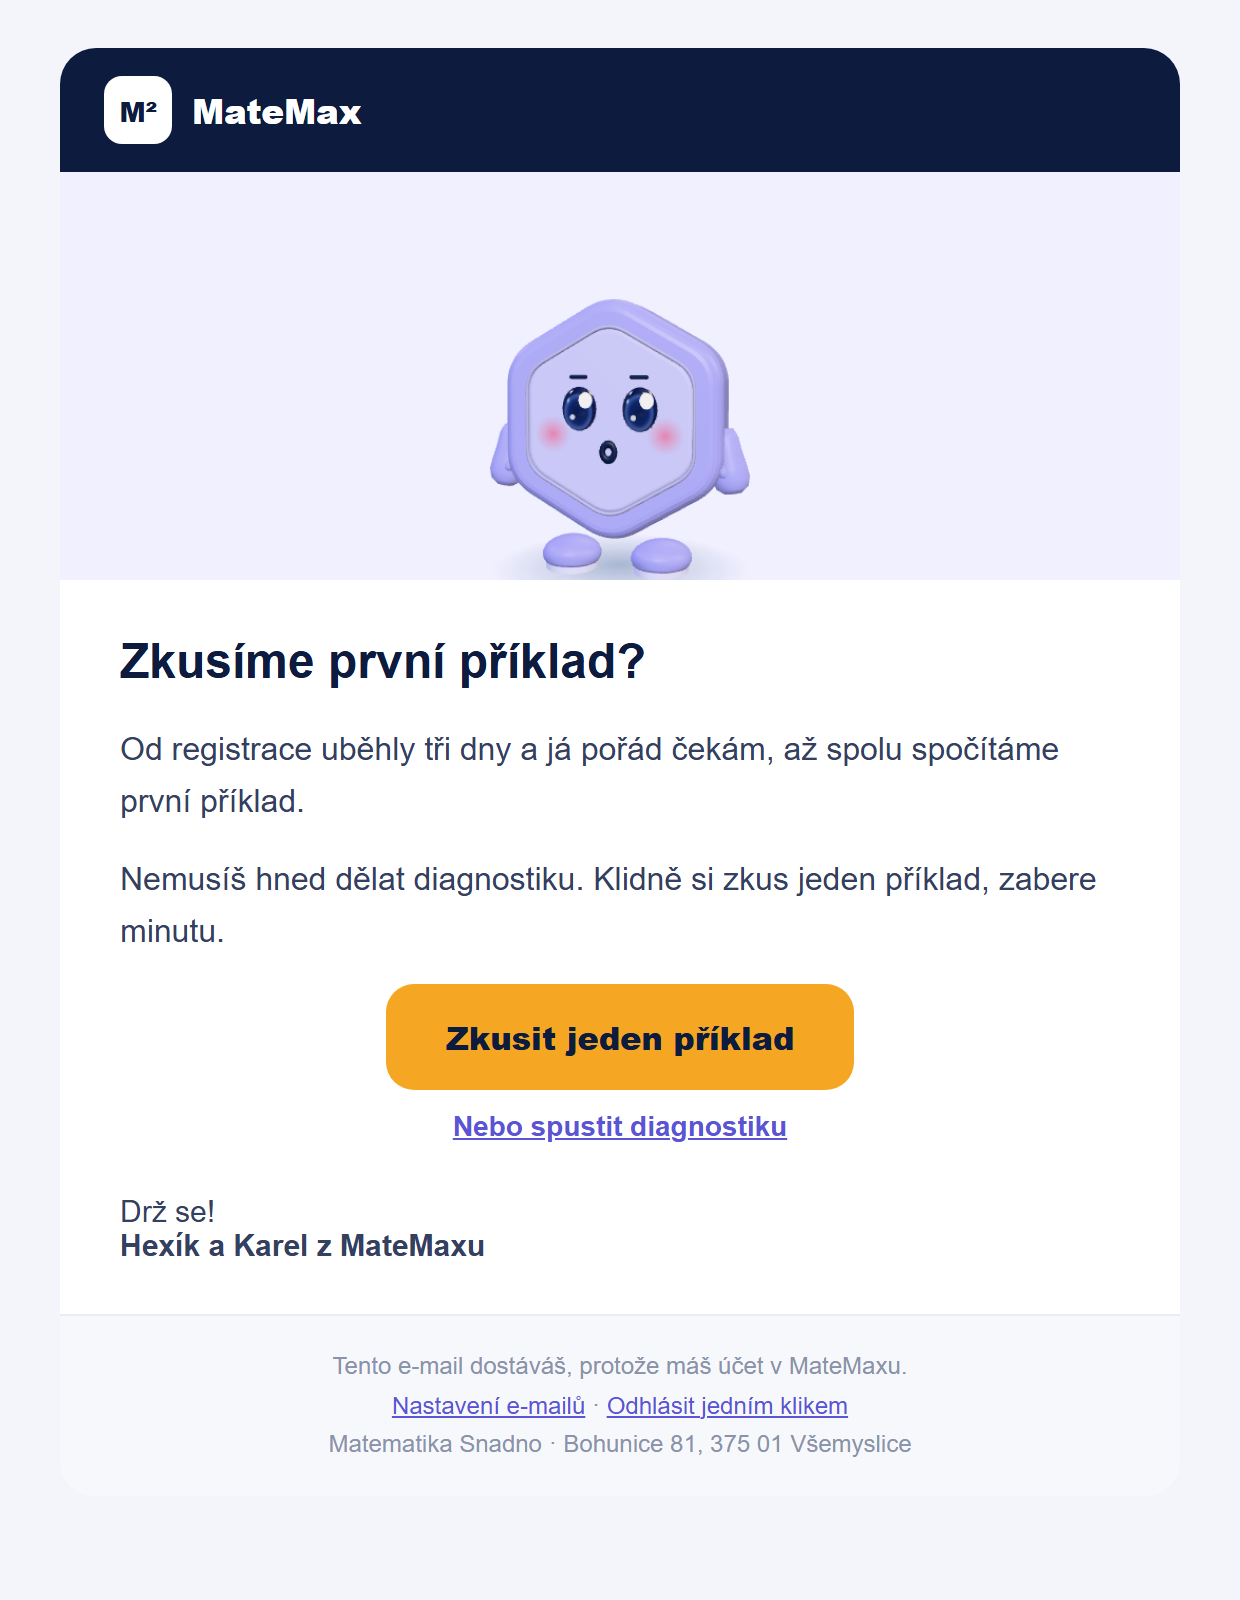 M²
MateMax
Zkusíme první příklad?
Od registrace uběhly tři dny a já pořád čekám, až spolu spočítáme
první příklad.
Nemusíš hned dělat diagnostiku. Klidně si zkus jeden příklad, zabere
minutu.
Zkusit jeden příklad
Nebo spustit diagnostiku
Drž se!
Hexík a Karel z MateMaxu
Tento e-mail dostáváš, protože máš účet v MateMaxu.
Nastavení e-mailů · Odhlásit jedním klikem
Matematika Snadno · Bohunice 81, 375 01 Všemyslice